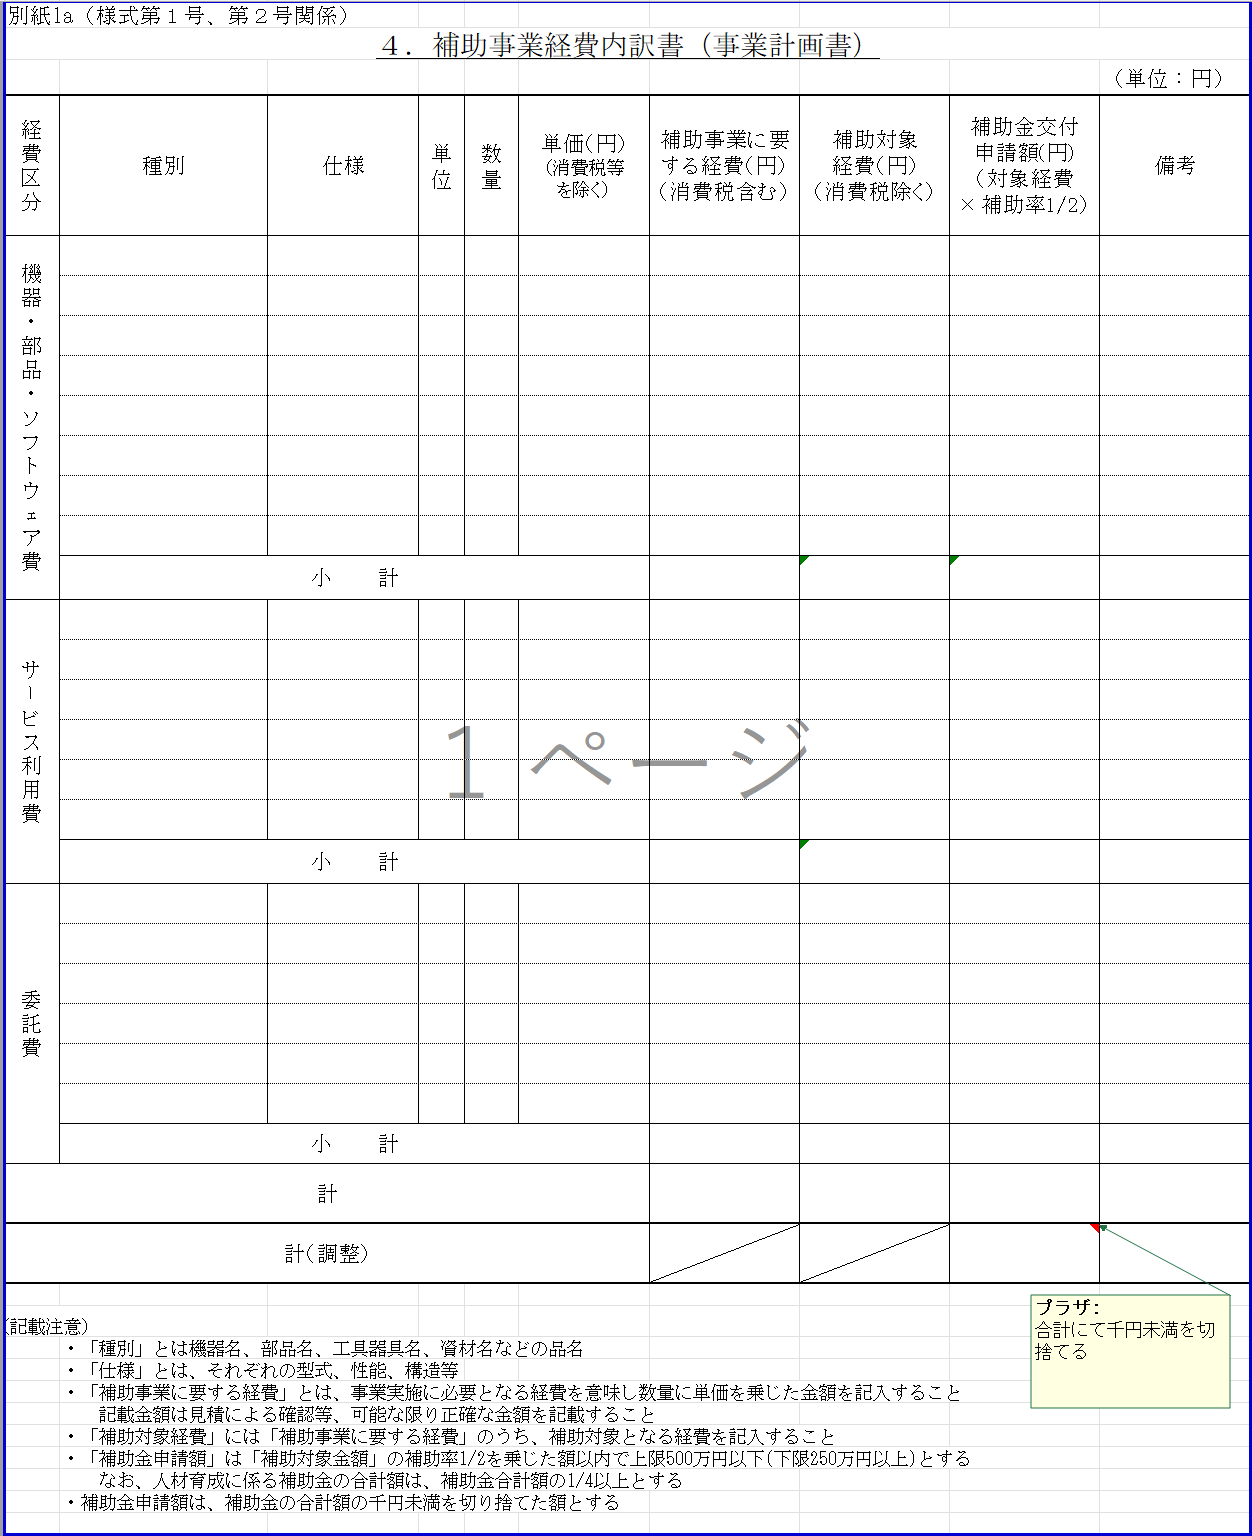 別紙1a（様式第１号、第２号関係）
４．補助事業経費内訳書（事業計画書）
（単位：円）
経費区分
種別
仕様
単位
数量
単価(円)
(消費税等
を除く)
補助事業に要
する経費(円)
(消費税含む)
補助対象
経費(円)
(消費税除く)
補助金交付
申請額(円)
(対象経費
×補助率1/2)
備考
機器・部品・ソフトウェア費
小　　計
サービス利用費
小　　計
委託費
小　　計
計
計(調整)
1 ページ
プラザ:
合計にて千円未満を切
捨てる
(記載注意)
・「種別」とは機器名、部品名、工具器具名、資材名などの品名
・「仕様」とは、それぞれの型式、性能、構造等
・「補助事業に要する経費」とは、事業実施に必要となる経費を意味し数量に単価を乗じた金額を記入すること
記載金額は見積による確認等、可能な限り正確な金額を記載すること
・「補助対象経費」には「補助事業に要する経費」のうち、補助対象となる経費を記入すること
・「補助金申請額」は「補助対象金額」の補助率1/2を乗じた額以内で上限500万円以下(下限250万円以上)とする
なお、人材育成に係る補助金の合計額は、補助金合計額の1/4以上とする
・補助金申請額は、補助金の合計額の千円未満を切り捨てた額とする